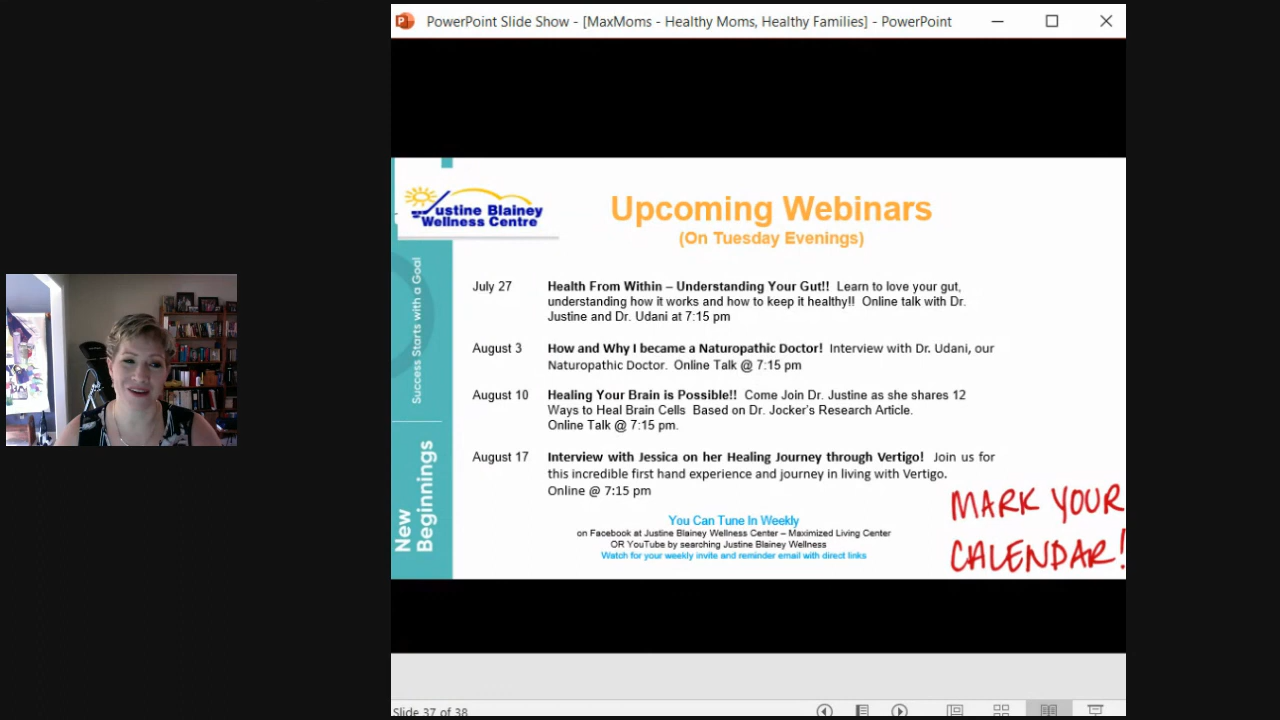 PowerPoint Slide Show - [MaxMoms - Healthy Moms, Healthy Families] - PowerPoint
Justine Blainey
Wellness Centre
Success Starts with a Goal
New
Beginnings
Upcoming Webinars
(On Tuesday Evenings)
July 27 Health From Within – Understanding Your Gut!! Learn to love your gut,
understanding how it works and how to keep it healthy!! Online talk with Dr.
Justine and Dr. Udani at 7:15 pm
August 3 How and Why I became a Naturopathic Doctor! Interview with Dr. Udani, our
Naturopathic Doctor. Online Talk @ 7:15 pm
August 10 Healing Your Brain is Possible!! Come Join Dr. Justine as she shares 12
Ways to Heal Brain Cells Based on Dr. Jocker's Research Article.
Online Talk @ 7:15 pm.
August 17 Interview with Jessica on her Healing Journey through Vertigo! Join us for
this incredible first hand experience and journey in living with Vertigo.
Online @ 7:15 pm
MARK YOUR
CALENDAR!
You Can Tune In Weekly
on Facebook at Justine Blainey Wellness Center – Maximized Living Center
OR YouTube by searching Justine Blainey Wellness
Watch for your weekly invite and reminder email with direct links
Slide 37 of 38